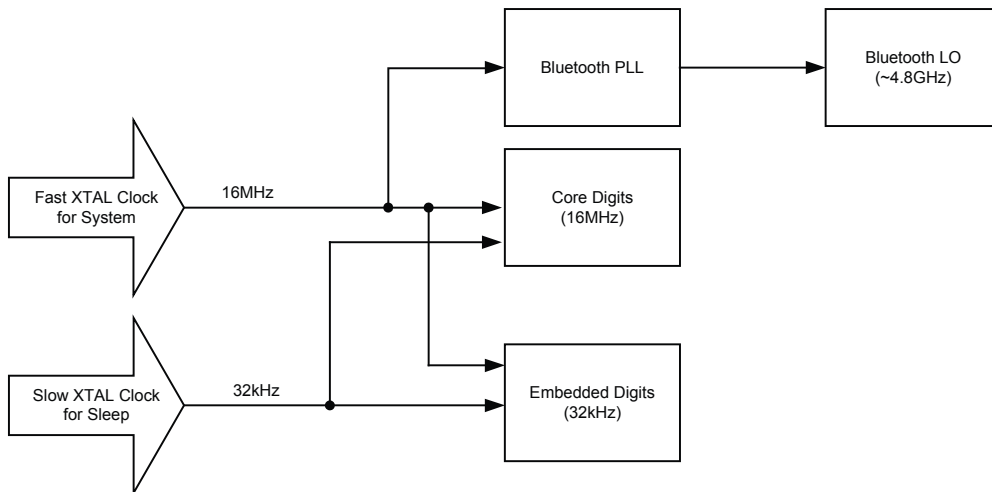 Bluetooth PLL
Bluetooth LO
(~4.8GHz)
Fast XTAL Clock
for System
16MHz
Core Digits
(16MHz)
Slow XTAL Clock
for Sleep
32kHz
Embedded Digits
(32kHz)